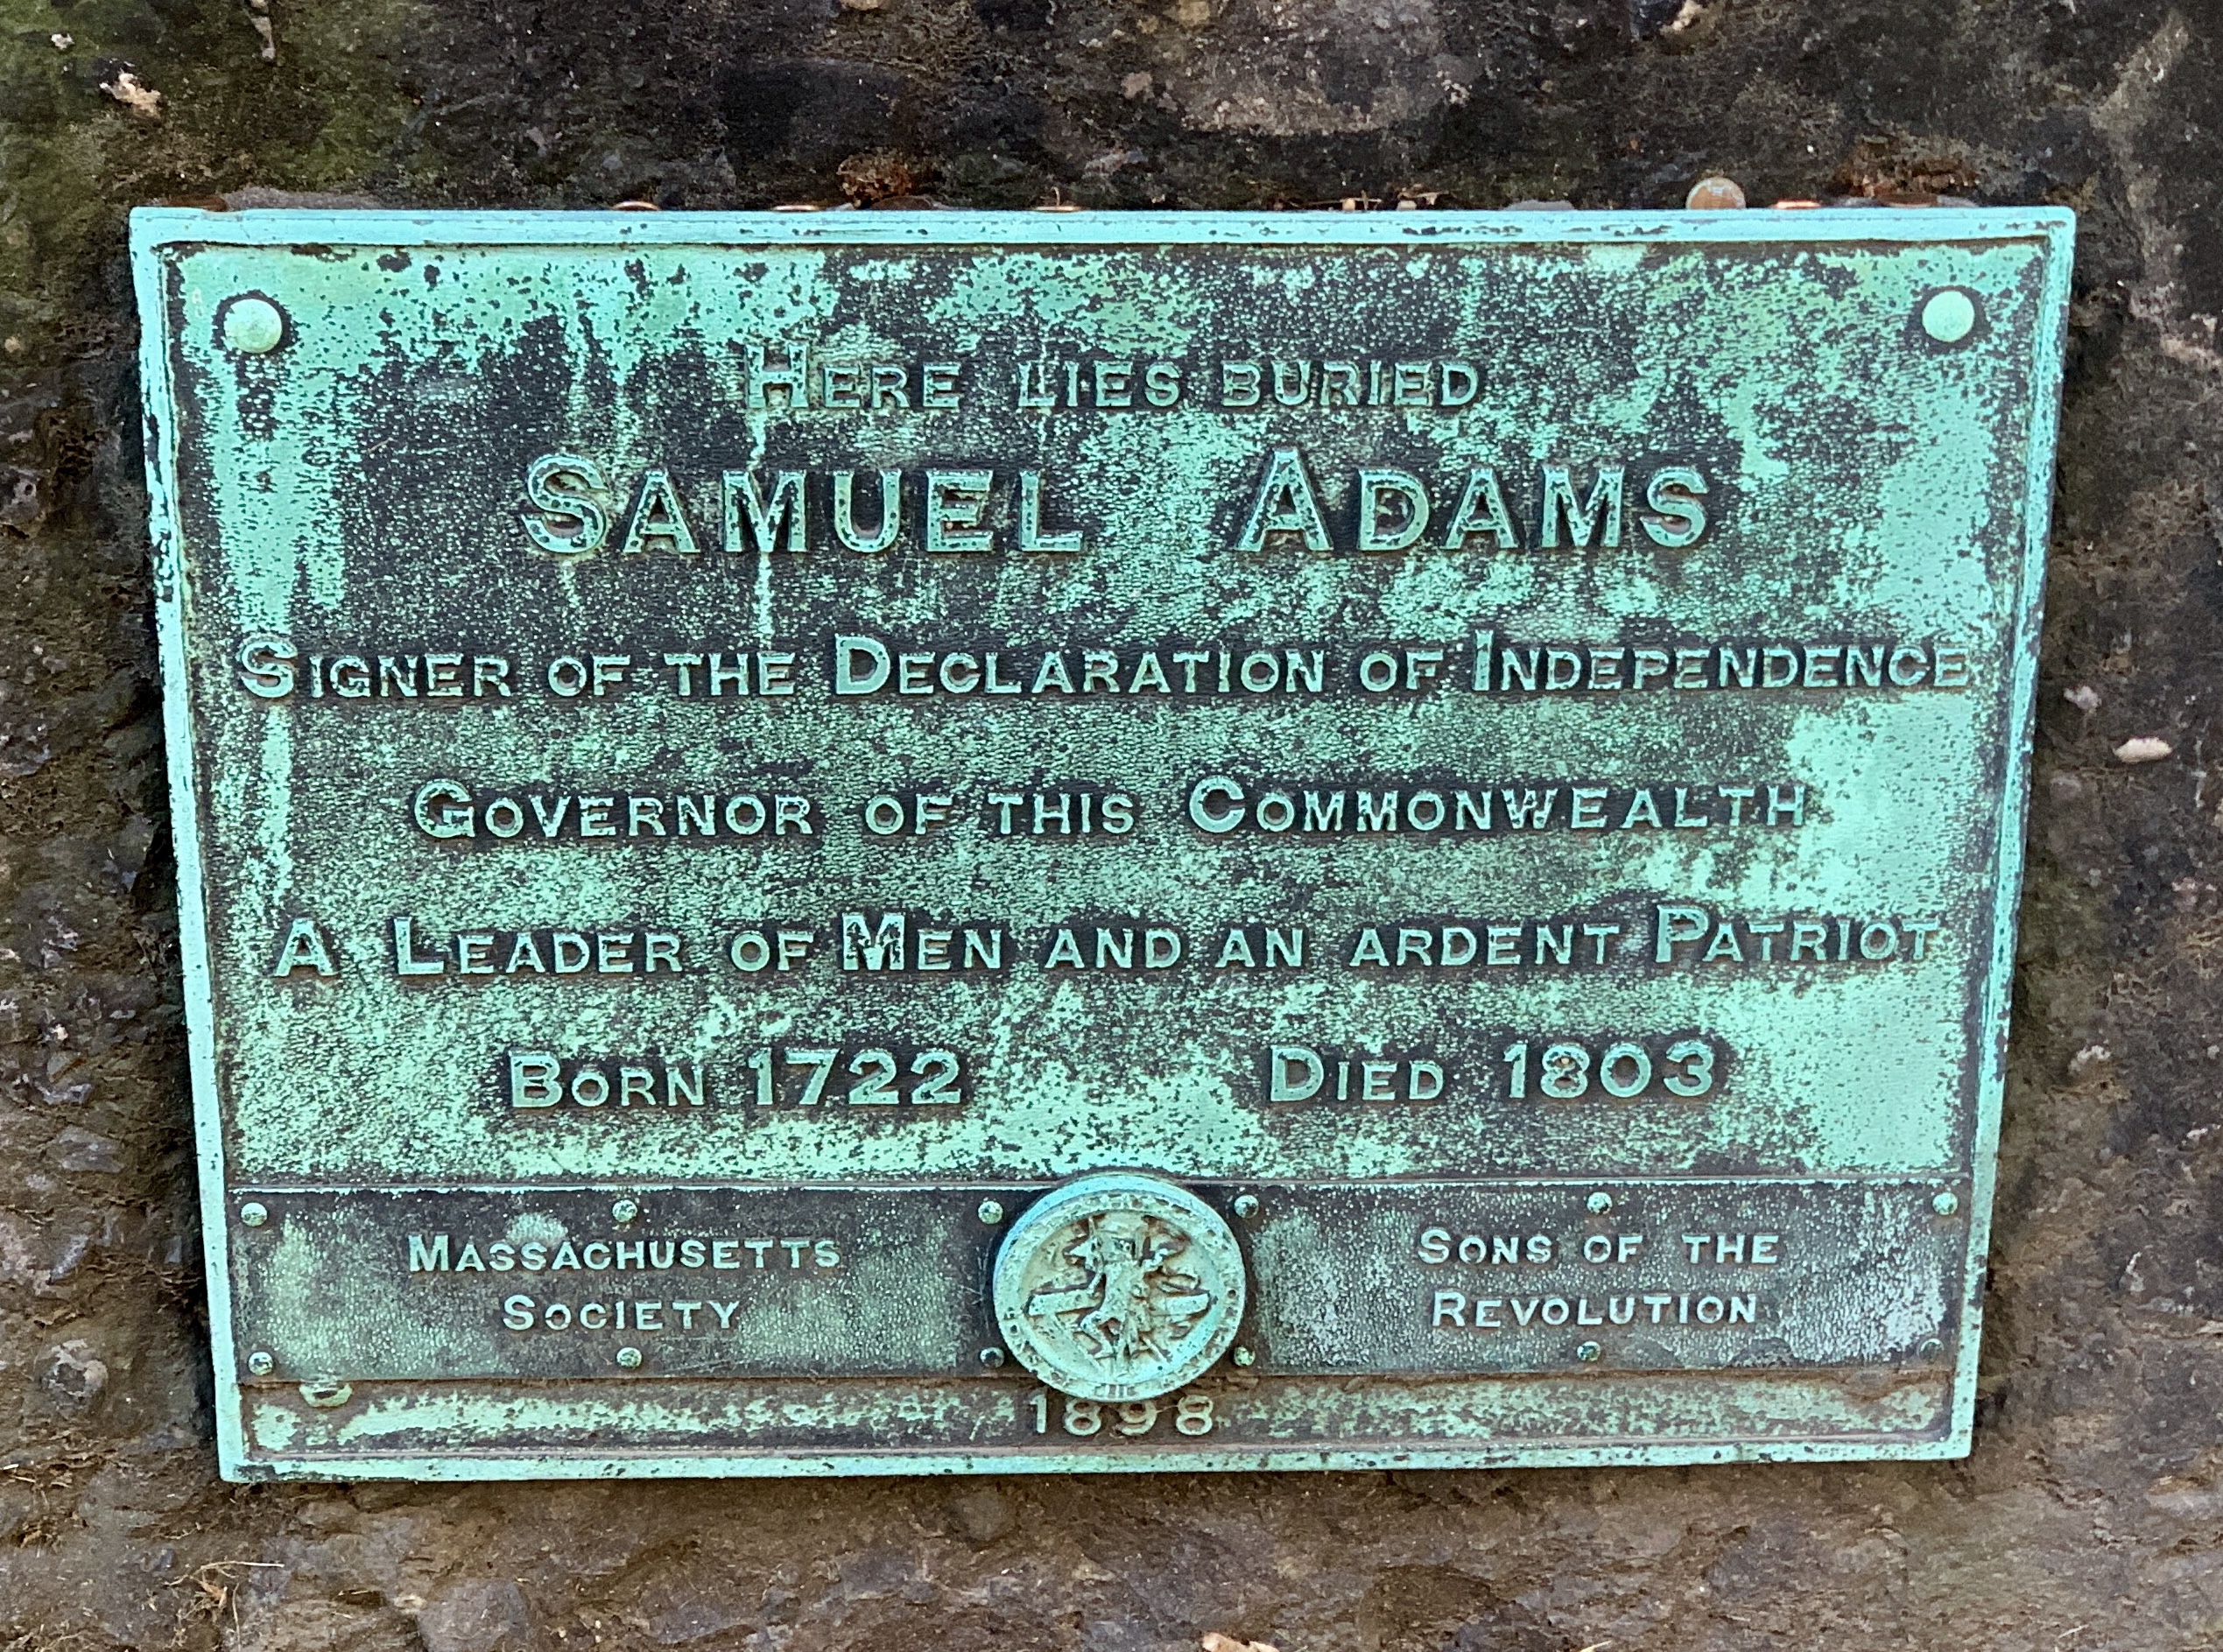 HERE LIES BURIED
SAMUEL ADAMS
SIGNER OF THE DECLARATION OF INDEPENDENCE
GOVERNOR OF THIS COMMONWEALTH
A LEADER OF MEN AND AN ARDENT PATRIOT
BORN 1722 DIED 1803
MASSACHUSETTS
SOCIETY
SONS OF THE
REVOLUTION
1898